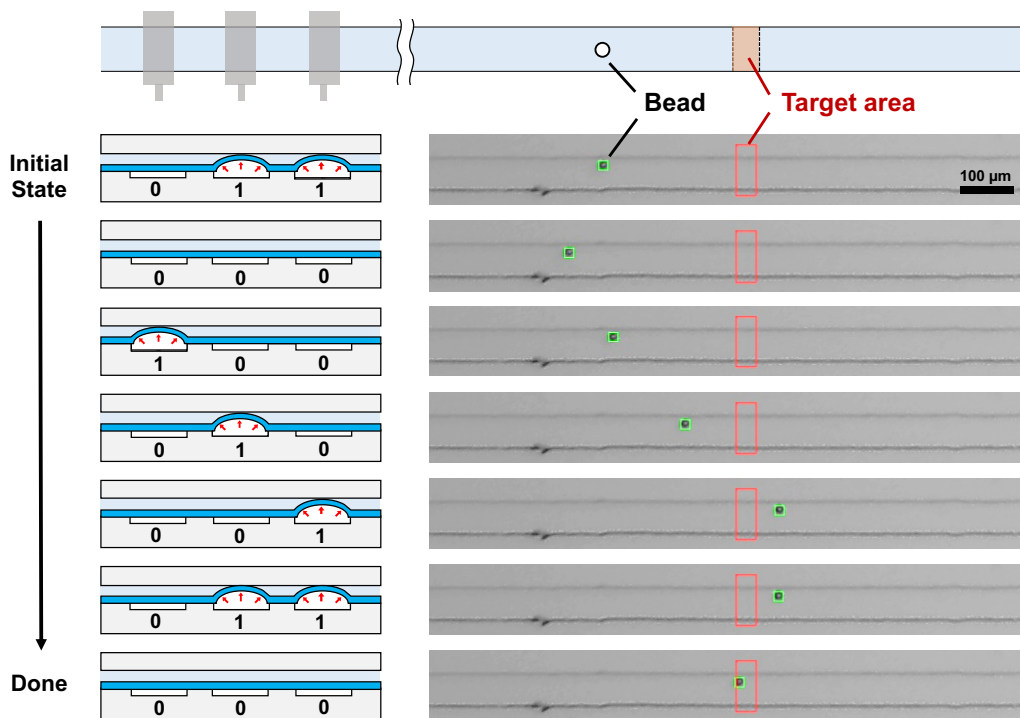 Bead
Target area
Initial
State
0 1 1
100 µm
0 0 0
1 0 0
0 1 0
0 0 1
0 1 1
Done
0 0 0